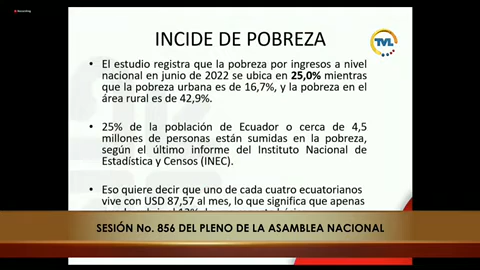 Recording
TVL
INCIDE DE POBREZA
• El estudio registra que la pobreza por ingresos a nivel
nacional en junio de 2022 se ubica en 25,0% mientras
que la pobreza urbana es de 16,7%, y la pobreza en el
área rural es de 42,9%.
• 25% de la población de Ecuador o cerca de 4,5
millones de personas están sumidas en la pobreza,
según el último informe del Instituto Nacional de
Estadística y Censos (INEC).
• Eso quiere decir que uno de cada cuatro ecuatorianos
vive con USD 87,57 al mes, lo que significa que apenas
SESIÓN No. 856 DEL PLENO DE LA ASAMBLEA NACIONAL